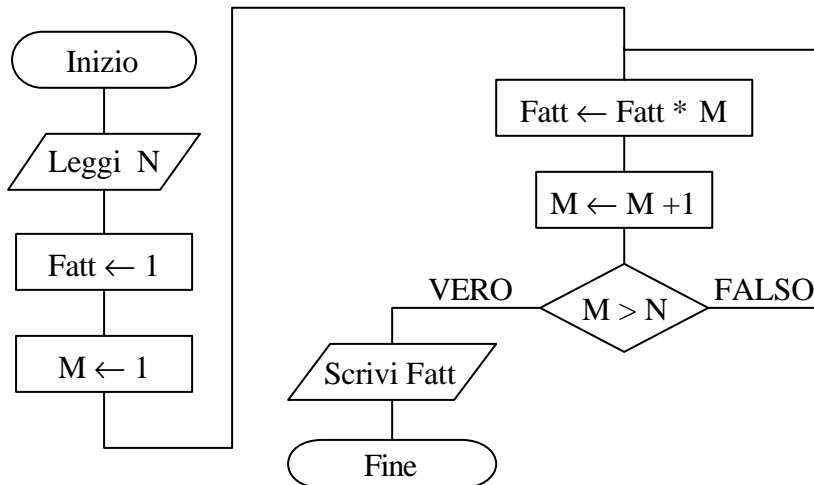 Inizio
Leggi N
Fatt ← 1
M ← 1
Fatt ← Fatt * M
M ← M +1
M > N
VERO
FALSO
Scrivi Fatt
Fine